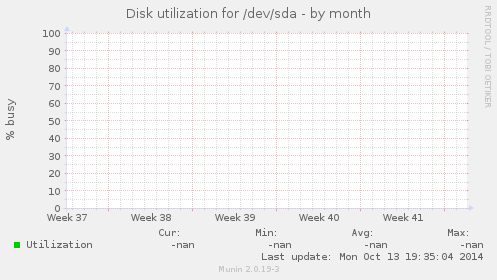 Disk utilization for /dev/sda - by month
RRDTOOL / TOBI OETIKER
% busy
100
90
80
70
60
50
40
30
20
10
0
Week 37 Week 38 Week 39 Week 40 Week 41
Cur: Min: Avg: Max:
Utilization -nan -nan -nan -nan
Last update: Mon Oct 13 19:35:04 2014
Munin 2.0.19-3